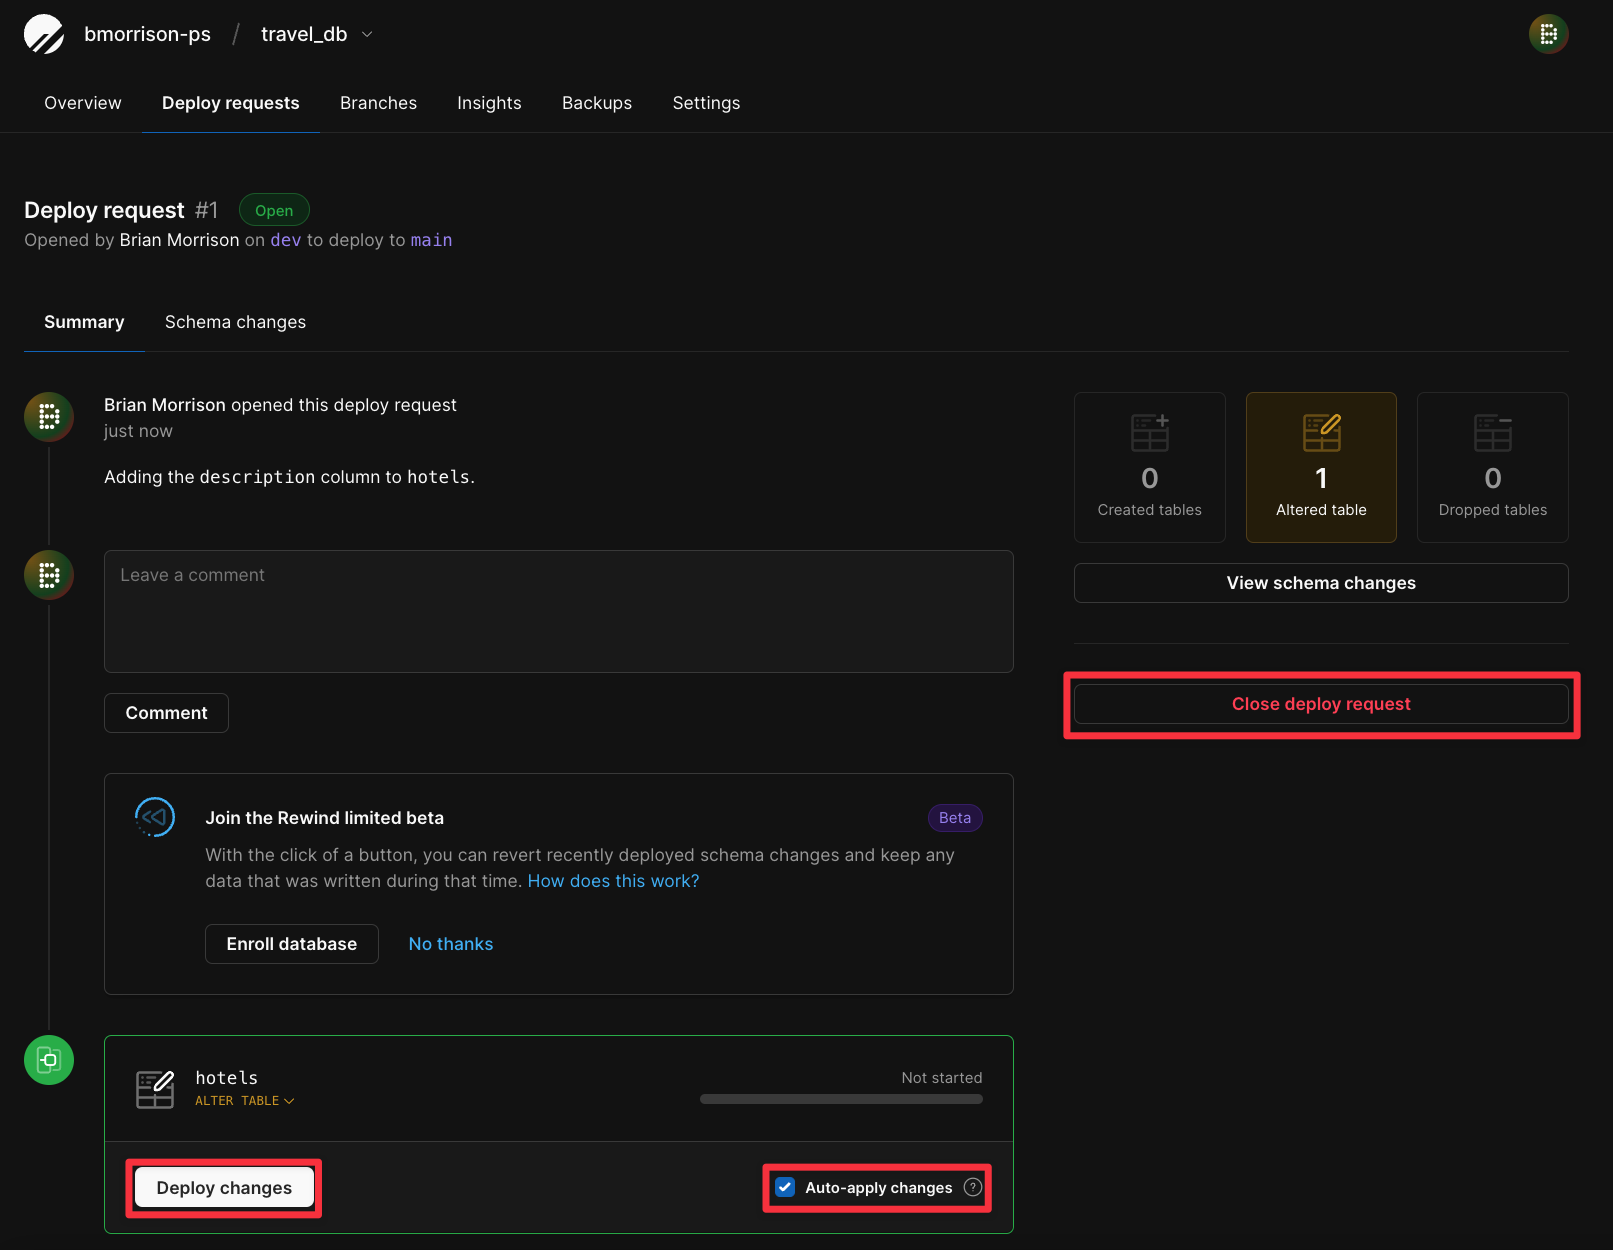 bmorrison-ps / travel_db
Overview Deploy requests Branches Insights Backups Settings
Deploy request #1 Open
Opened by Brian Morrison on dev to deploy to main
Summary Schema changes
Brian Morrison opened this deploy request
just now
Adding the description column to hotels.
Leave a comment
Comment
Join the Rewind limited beta Beta
With the click of a button, you can revert recently deployed schema changes and keep any
data that was written during that time. How does this work?
Enroll database No thanks
hotels
ALTER TABLE
Not started
Deploy changes
Auto-apply changes ?
0
Created tables
1
Altered table
0
Dropped tables
View schema changes
Close deploy request